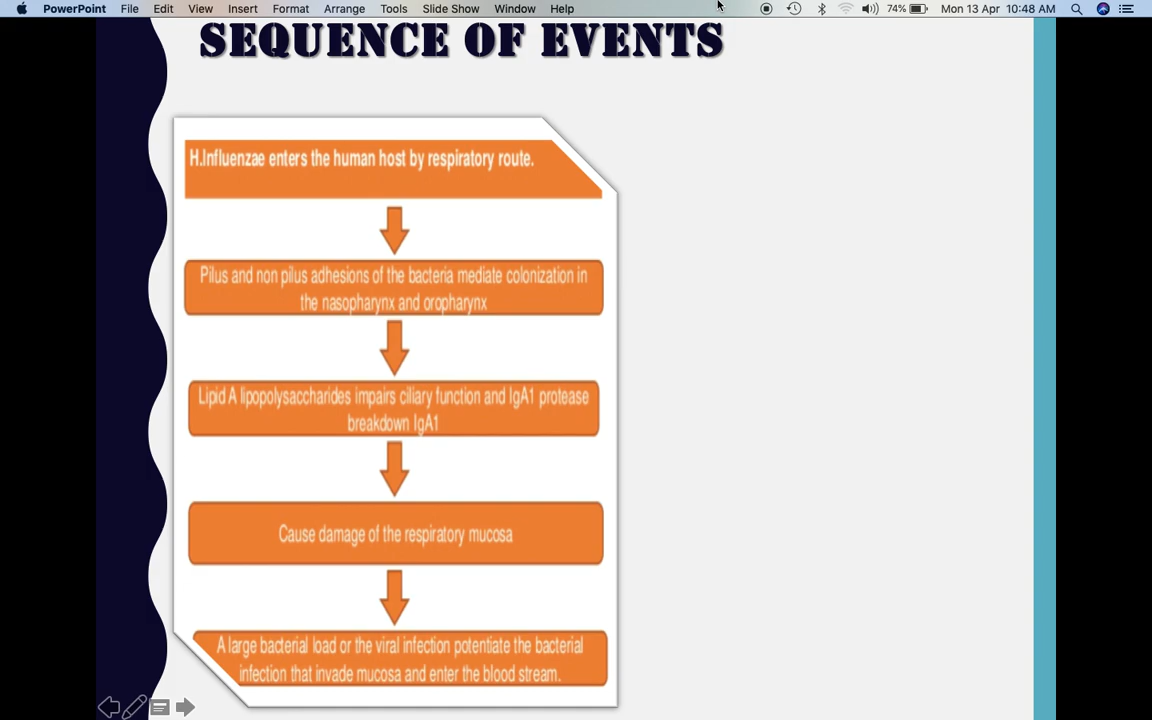 PowerPoint File Edit View Insert Format Arrange Tools Slide Show Window Help 74% Mon 13 Apr 10:48 AM
SEQUENCE OF EVENTS
H.Influenzae enters the human host by respiratory route.
Pilus and non pilus adhesions of the bacteria mediate colonization in
the nasopharynx and oropharynx
Lipid A lipopolysaccharides impairs ciliary function and IgA1 protease
breakdown IgA1
Cause damage of the respiratory mucosa
A large bacterial load or the viral infection potentiate the bacterial
infection that invade mucosa and enter the blood stream.